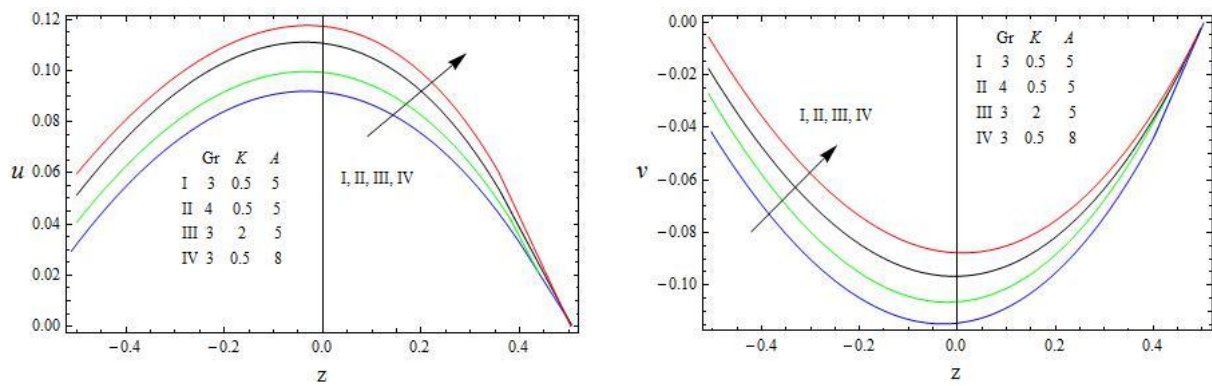 0.12
0.10
0.08
0.06
0.04
0.02
0.00
u
Gr K A
I 3 0.5 5
II 4 0.5 5
III 3 2 5
IV 3 0.5 8
I, II, III, IV
−0.4 −0.2 0.0 0.2 0.4
z
0.00
−0.02
−0.04
−0.06
−0.08
−0.10
v
Gr K A
I 3 0.5 5
II 4 0.5 5
III 3 2 5
IV 3 0.5 8
I, II, III, IV
−0.4 −0.2 0.0 0.2 0.4
z